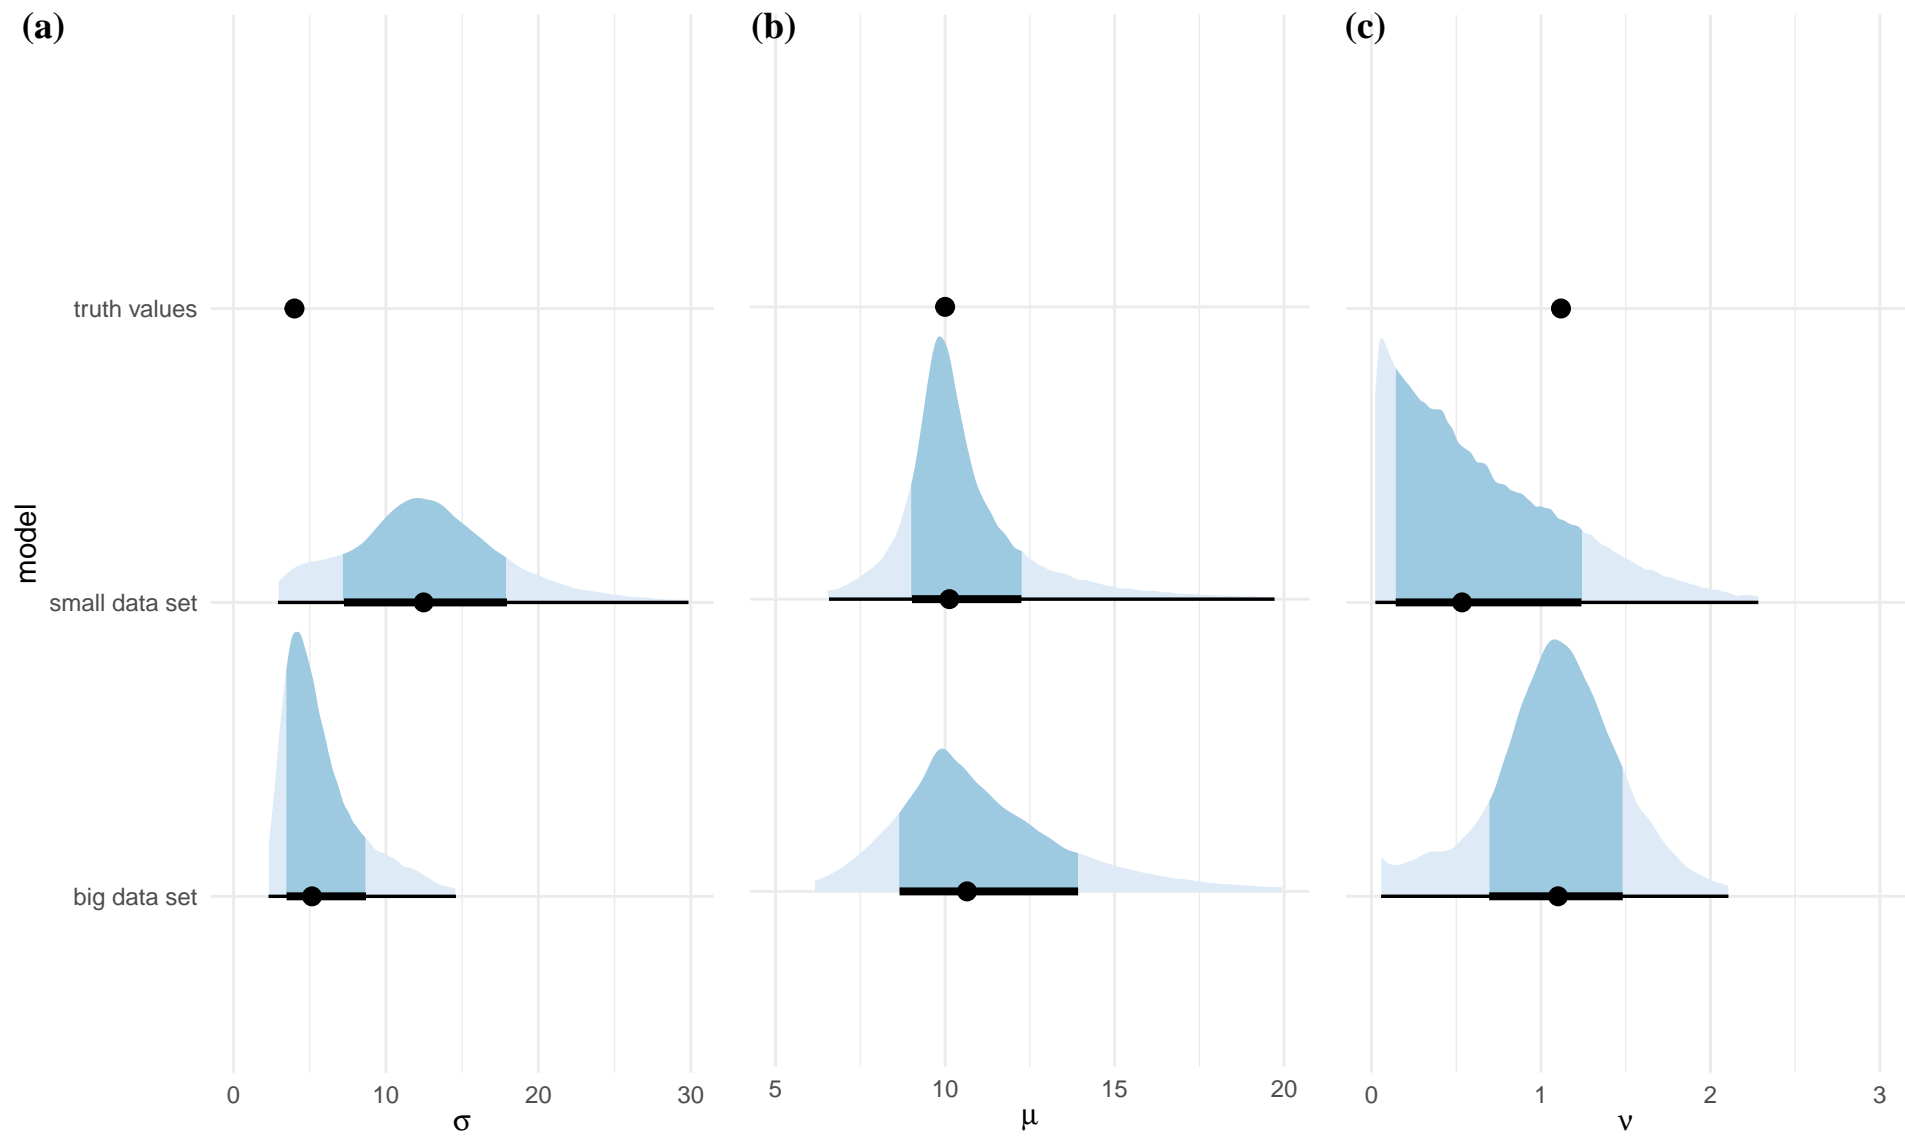 (a) (b) (c)
model
truth values
small data set
big data set
0 10 20 30
σ
5 10 15 20
μ
0 1 2 3
ν